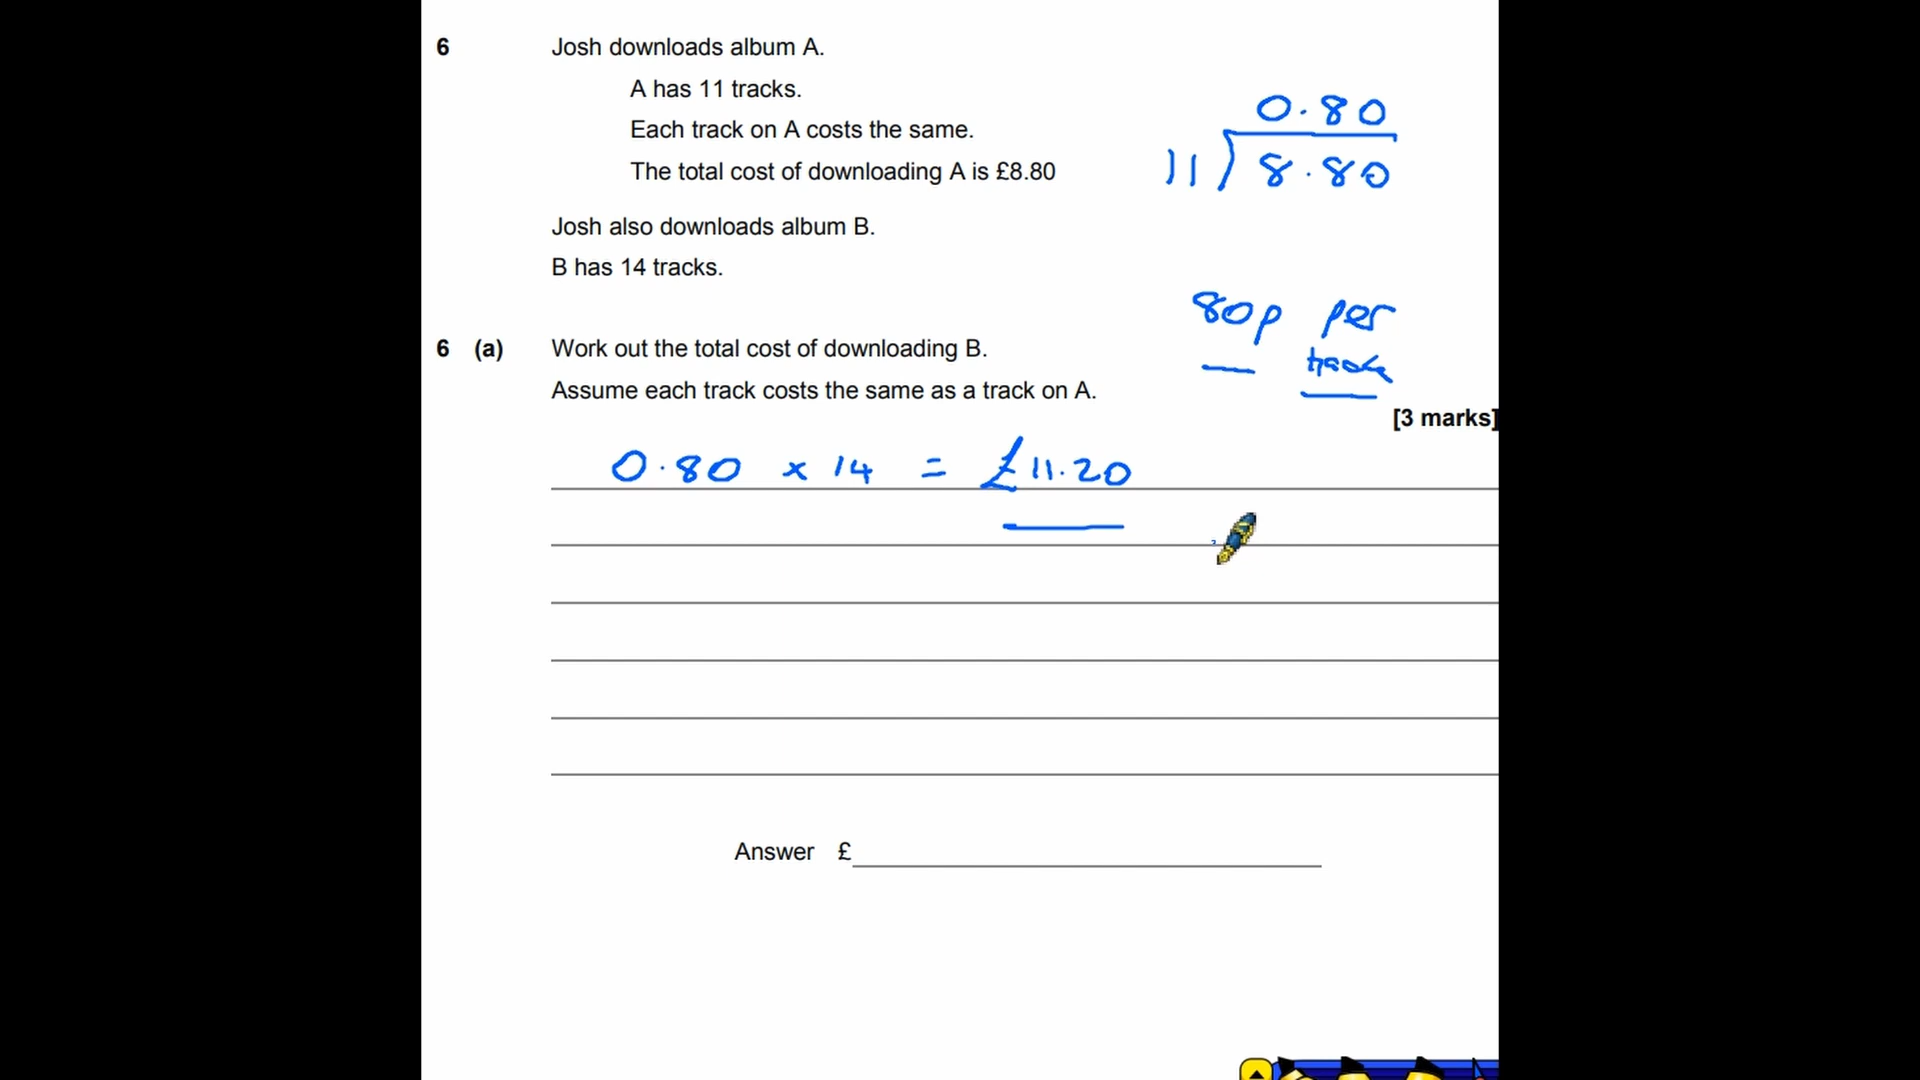 6 Josh downloads album A.
A has 11 tracks.
0.80
Each track on A costs the same.
The total cost of downloading A is £8.80
11 ) 8.80
Josh also downloads album B.
B has 14 tracks.
80p per
track
6 (a) Work out the total cost of downloading B.
Assume each track costs the same as a track on A.
[3 marks]
0.80 x 14 = £11.20
Answer £